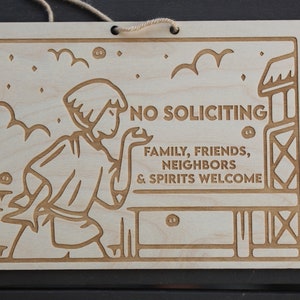 NO SOLICITING
FAMILY, FRIENDS,
NEIGHBORS
& SPIRITS WELCOME